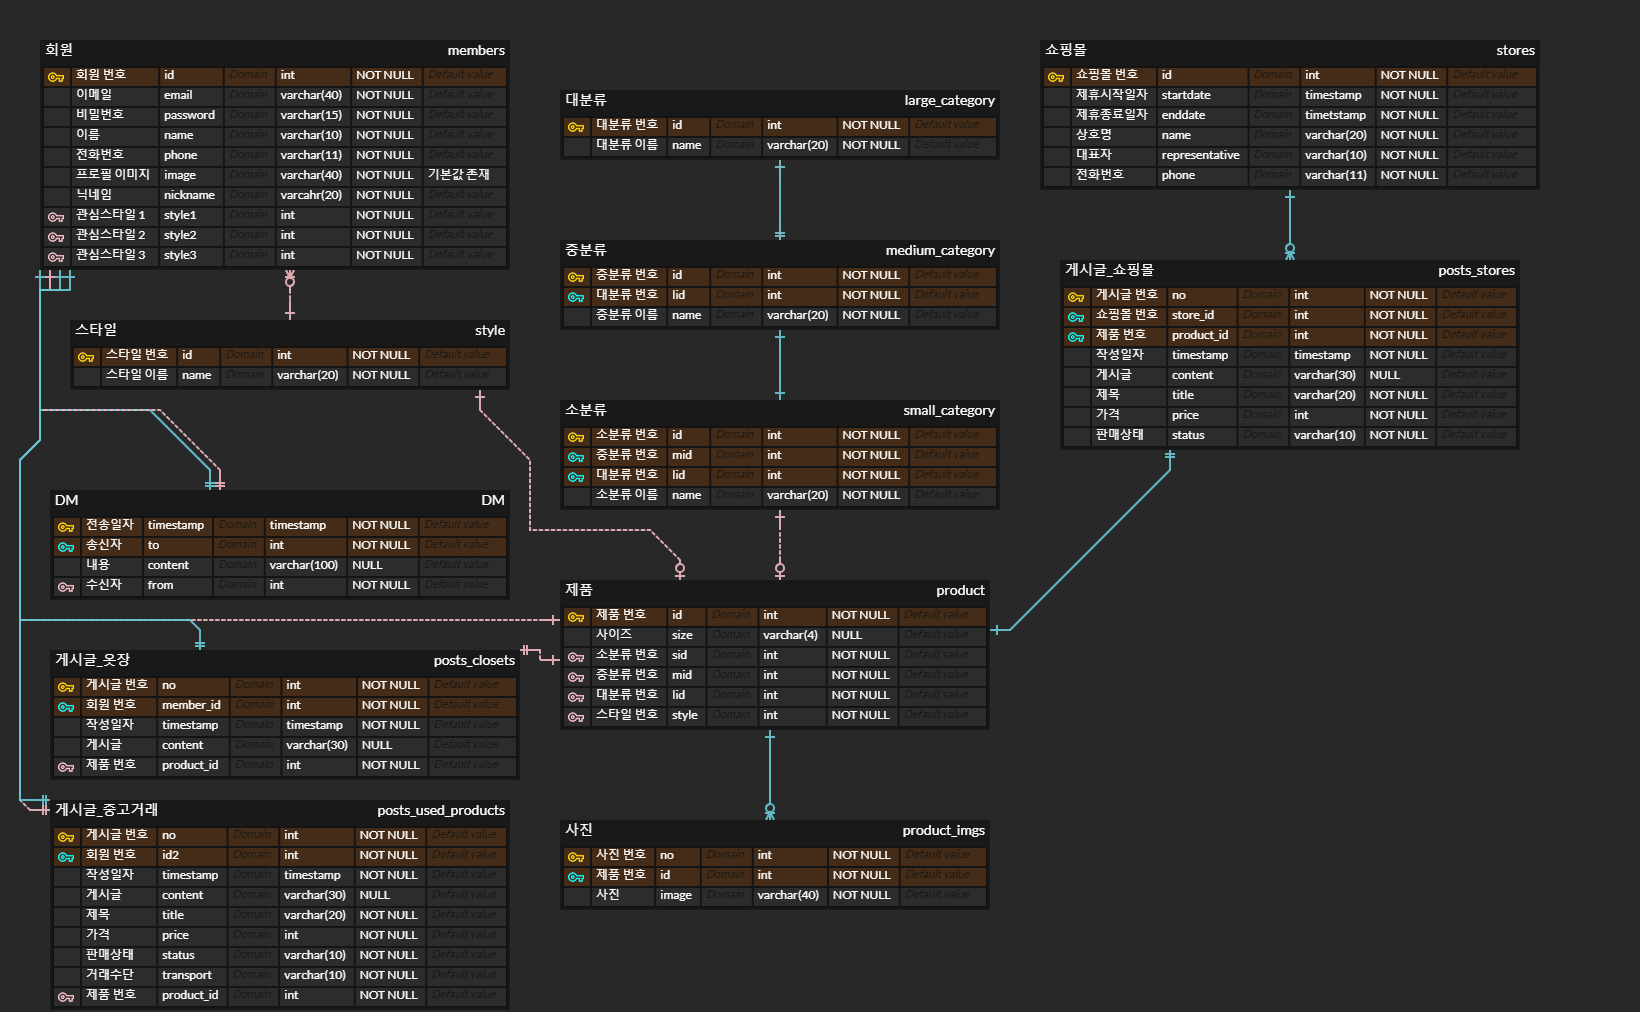 회원 members
회원 번호 id Domain int NOT NULL Default value
이메일 email Domain varchar(40) NOT NULL Default value
비밀번호 password Domain varchar(15) NOT NULL Default value
이름 name Domain varchar(10) NOT NULL Default value
전화번호 phone Domain varchar(11) NOT NULL Default value
프로필 이미지 image Domain varchar(40) NOT NULL 기본값 존재
닉네임 nickname Domain varcahr(20) NOT NULL Default value
관심스타일 1 style1 Domain int NOT NULL Default value
관심스타일 2 style2 Domain int NOT NULL Default value
관심스타일 3 style3 Domain int NOT NULL Default value
스타일 style
스타일 번호 id Domain int NOT NULL Default value
스타일 이름 name Domain varchar(20) NOT NULL Default value
DM DM
전송일자 timestamp Domain timestamp NOT NULL Default value
송신자 to Domain int NOT NULL Default value
내용 content Domain varchar(100) NULL Default value
수신자 from Domain int NOT NULL Default value
게시글_옷장 posts_closets
게시글 번호 no Domain int NOT NULL Default value
회원 번호 member_id Domain int NOT NULL Default value
작성일자 timestamp Domain timestamp NOT NULL Default value
게시글 content Domain varchar(30) NULL Default value
제품 번호 product_id Domain int NOT NULL Default value
게시글_중고거래 posts_used_products
게시글 번호 no Domain int NOT NULL Default value
회원 번호 id2 Domain int NOT NULL Default value
작성일자 timestamp Domain timestamp NOT NULL Default value
게시글 content Domain varchar(30) NULL Default value
제목 title Domain varchar(20) NOT NULL Default value
가격 price Domain int NOT NULL Default value
판매상태 status Domain varchar(10) NOT NULL Default value
거래수단 transport Domain varchar(10) NOT NULL Default value
제품 번호 product_id Domain int NOT NULL Default value
대분류 large_category
대분류 번호 id Domain int NOT NULL Default value
대분류 이름 name Domain varchar(20) NOT NULL Default value
중분류 medium_category
중분류 번호 id Domain int NOT NULL Default value
대분류 번호 lid Domain int NOT NULL Default value
중분류 이름 name Domain varchar(20) NOT NULL Default value
소분류 small_category
소분류 번호 id Domain int NOT NULL Default value
중분류 번호 mid Domain int NOT NULL Default value
대분류 번호 lid Domain int NOT NULL Default value
소분류 이름 name Domain varchar(20) NOT NULL Default value
제품 product
제품 번호 id Domain int NOT NULL Default value
사이즈 size Domain varchar(4) NULL Default value
소분류 번호 sid Domain int NOT NULL Default value
중분류 번호 mid Domain int NOT NULL Default value
대분류 번호 lid Domain int NOT NULL Default value
스타일 번호 style Domain int NOT NULL Default value
사진 product_imgs
사진 번호 no Domain int NOT NULL Default value
제품 번호 id Domain int NOT NULL Default value
사진 image Domain varchar(40) NOT NULL Default value
쇼핑몰 stores
쇼핑몰 번호 id Domain int NOT NULL Default value
제휴시작일자 startdate Domain timestamp NOT NULL Default value
제휴종료일자 enddate Domain timetstamp NOT NULL Default value
상호명 name Domain varchar(20) NOT NULL Default value
대표자 representative Domain varchar(10) NOT NULL Default value
전화번호 phone Domain varchar(11) NOT NULL Default value
게시글_쇼핑몰 posts_stores
게시글 번호 no Domain int NOT NULL Default value
쇼핑몰 번호 store_id Domain int NOT NULL Default value
제품 번호 product_id Domain int NOT NULL Default value
작성일자 timestamp Domain timestamp NOT NULL Default value
게시글 content Domain varchar(30) NULL Default value
제목 title Domain varchar(20) NOT NULL Default value
가격 price Domain int NOT NULL Default value
판매상태 status Domain varchar(10) NOT NULL Default value